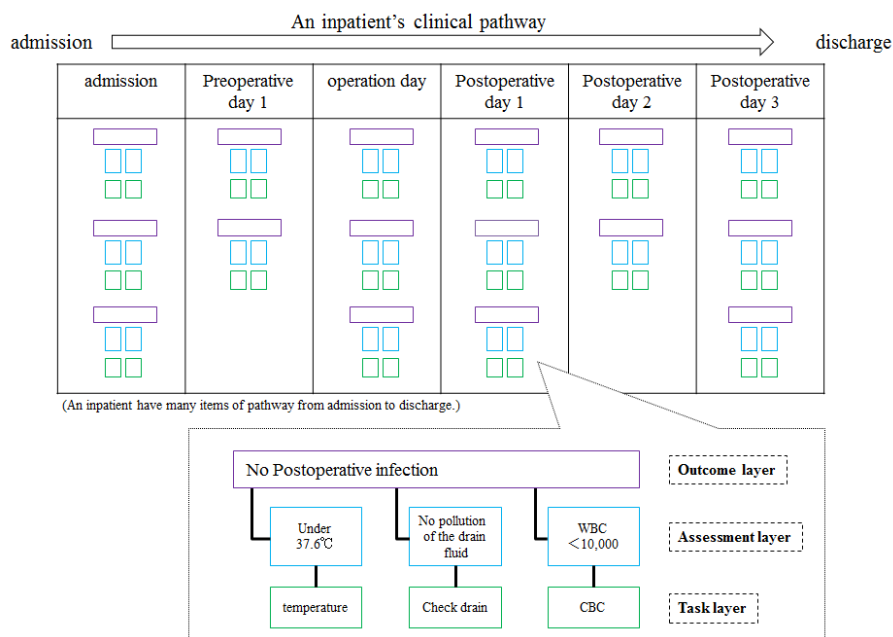 An inpatient's clinical pathway
admission
discharge
admission
Preoperative
day 1
operation day
Postoperative
day 1
Postoperative
day 2
Postoperative
day 3
(An inpatient have many items of pathway from admission to discharge.)
No Postoperative infection
Outcome layer
Under
37.6℃
No pollution
of the drain
fluid
WBC
＜10,000
Assessment layer
temperature
Check drain
CBC
Task layer